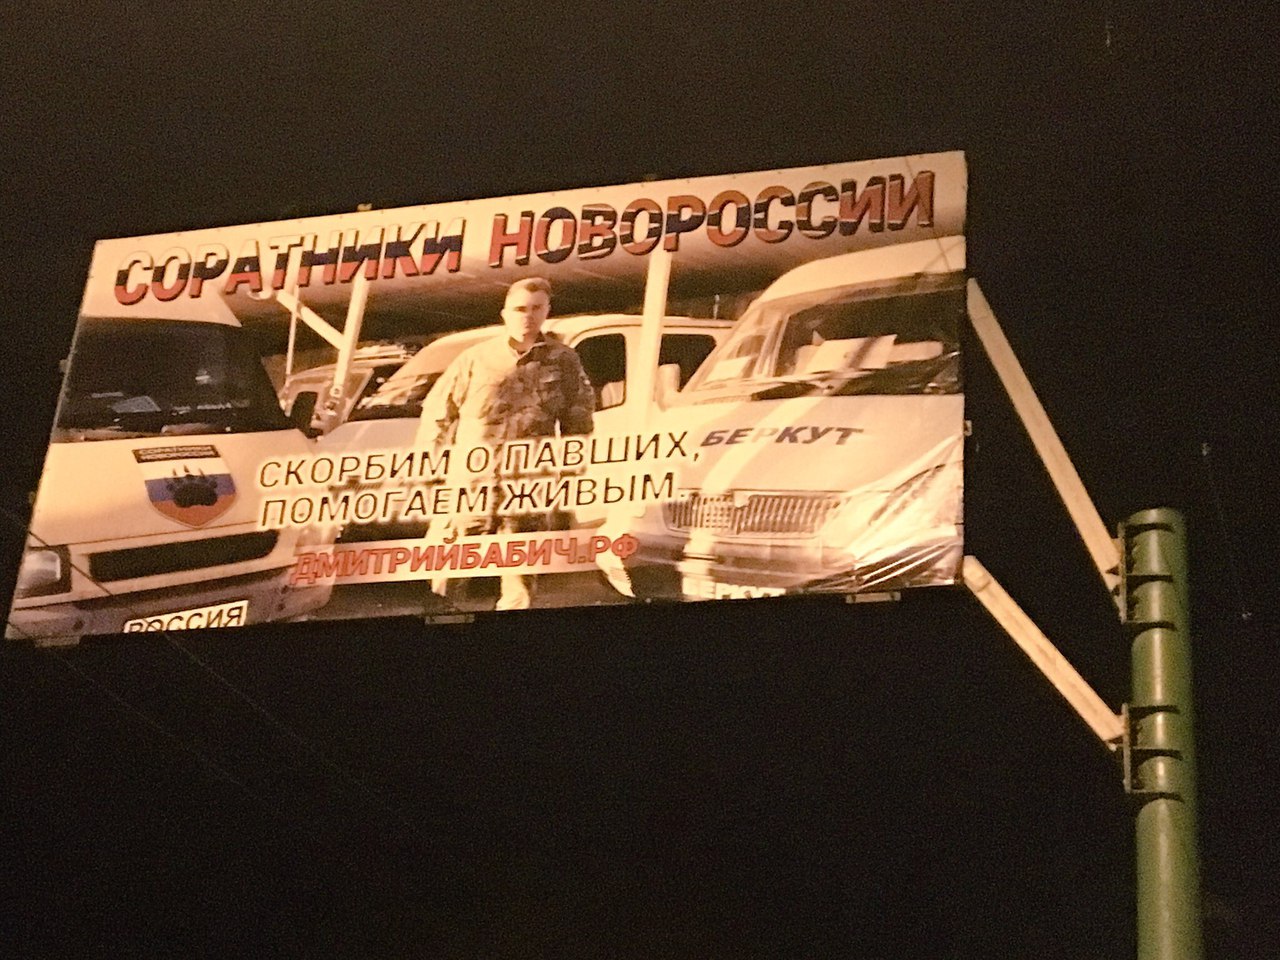 СОРАТНИКИ НОВОРОССИИ
БЕРКУТ
СКОРБИМ О ПАВШИХ,
ПОМОГАЕМ ЖИВЫМ.
ДМИТРИЙБАБИЧ.РФ
РОССИЯ